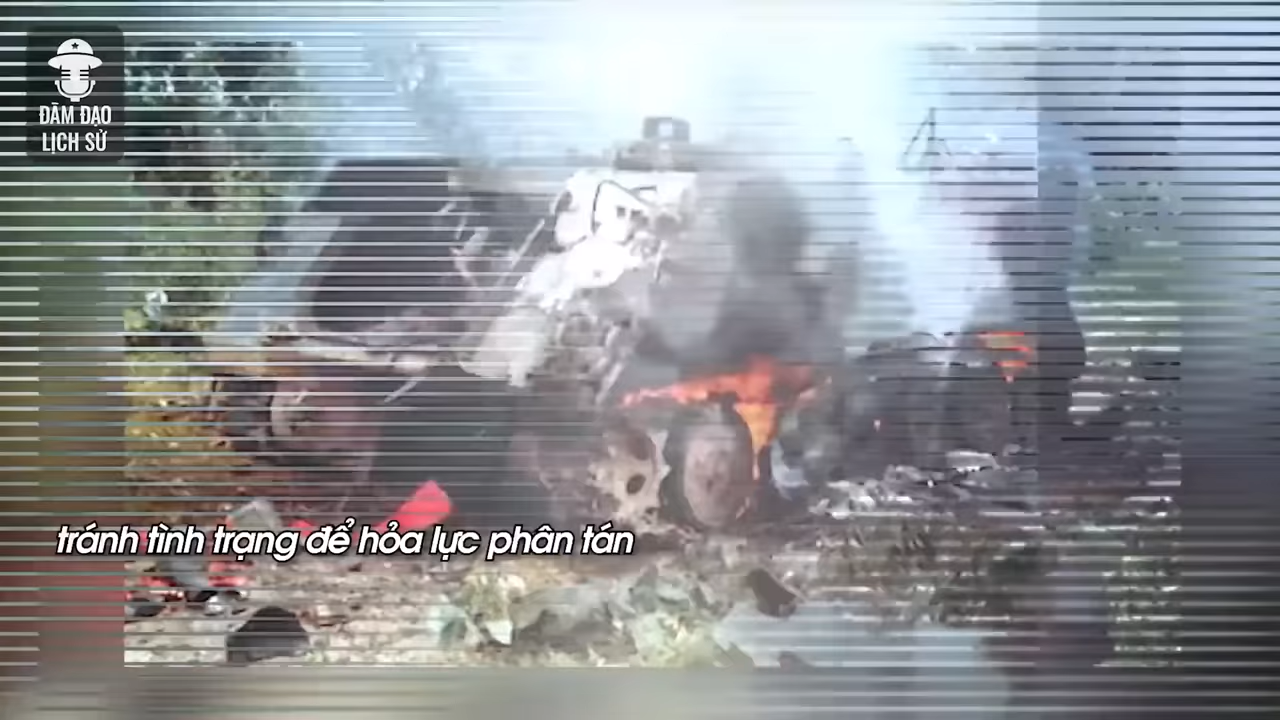 ĐÀM ĐẠO
LỊCH SỬ
tránh tình trạng để hỏa lực phân tán